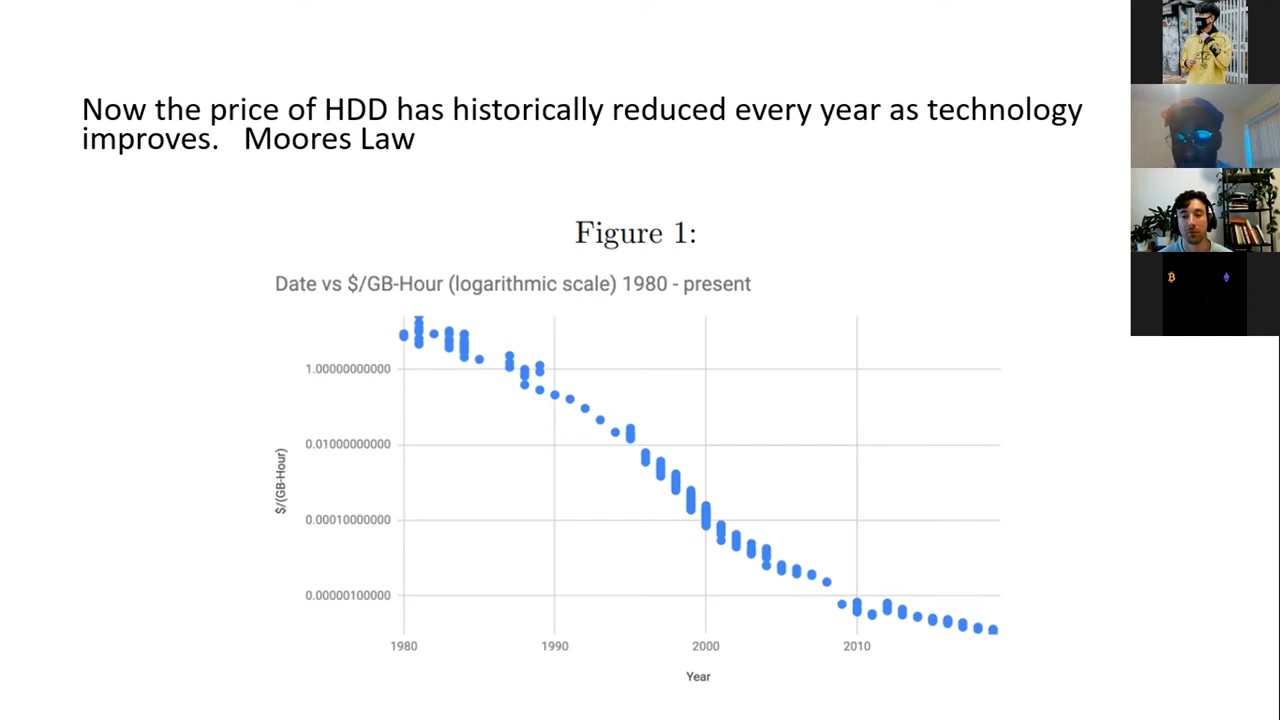 Now the price of HDD has historically reduced every year as technology
improves.   Moores Law
Figure 1:
Date vs $/GB-Hour (logarithmic scale) 1980 - present
$/(GB-Hour)
1.00000000000
0.01000000000
0.00010000000
0.00000100000
1980 1990 2000 2010
Year